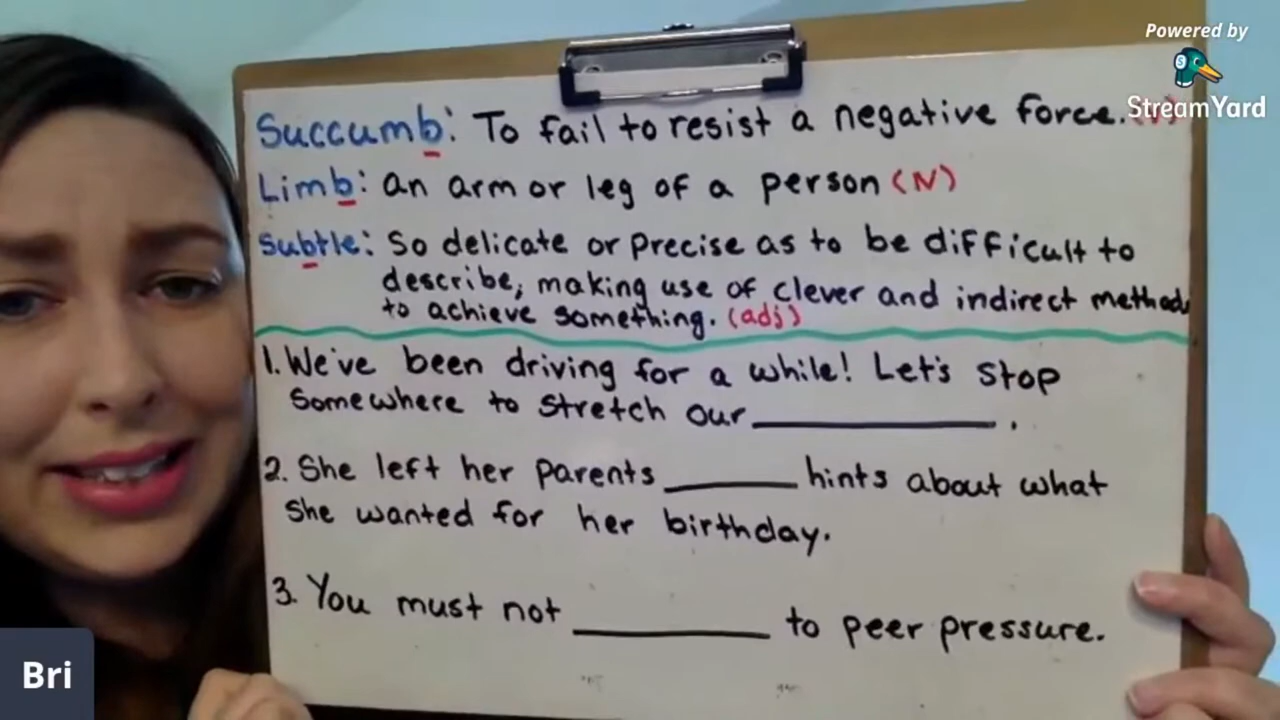 Powered by
StreamYard
Succumb: To fail to resist a negative force. (V)
Limb: an arm or leg of a person (N)
Subtle: So delicate or precise as to be difficult to
describe, making use of clever and indirect methods
to achieve something. (adj)
1. We've been driving for a while! Let's stop
Somewhere to stretch our ____________.
2. She left her parents ______ hints about what
She wanted for her birthday.
3. You must not _________ to peer pressure.
Bri